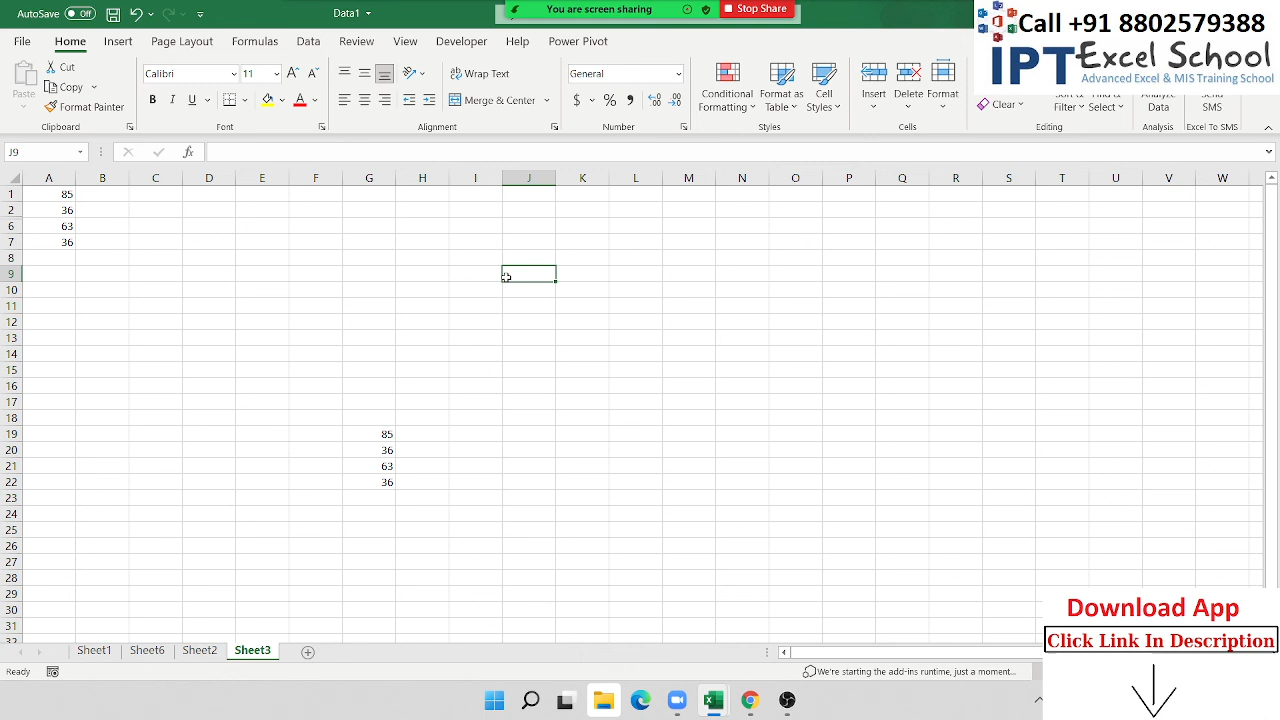 AutoSave Off Data1 You are screen sharing Stop Share
Call +91 8802579388
IPT Excel School
Advanced Excel & MIS Training School
File Home Insert Page Layout Formulas Data Review View Developer Help Power Pivot
Paste Cut Copy Format Painter
Calibri 11 A A B I U A
Wrap Text Merge & Center
General $ % , .00
Conditional Formatting Format as Table Cell Styles
Insert Delete Format
Clear Filter Select
Analyze Data Send SMS
Clipboard Font Alignment Number Styles Cells Editing Analysis Excel To SMS
J9 fx
A B C D E F G H I J K L M N O P Q R S T U V W
1 85
2 36
6 63
7 36
8
9
10
11
12
13
14
15
16
17
18
19 85
20 36
21 63
22 36
23
24
25
26
27
28
29
30
31
32
Download App
Click Link In Description
Sheet1 Sheet6 Sheet2 Sheet3
Ready We're starting the add-ins runtime, just a moment...